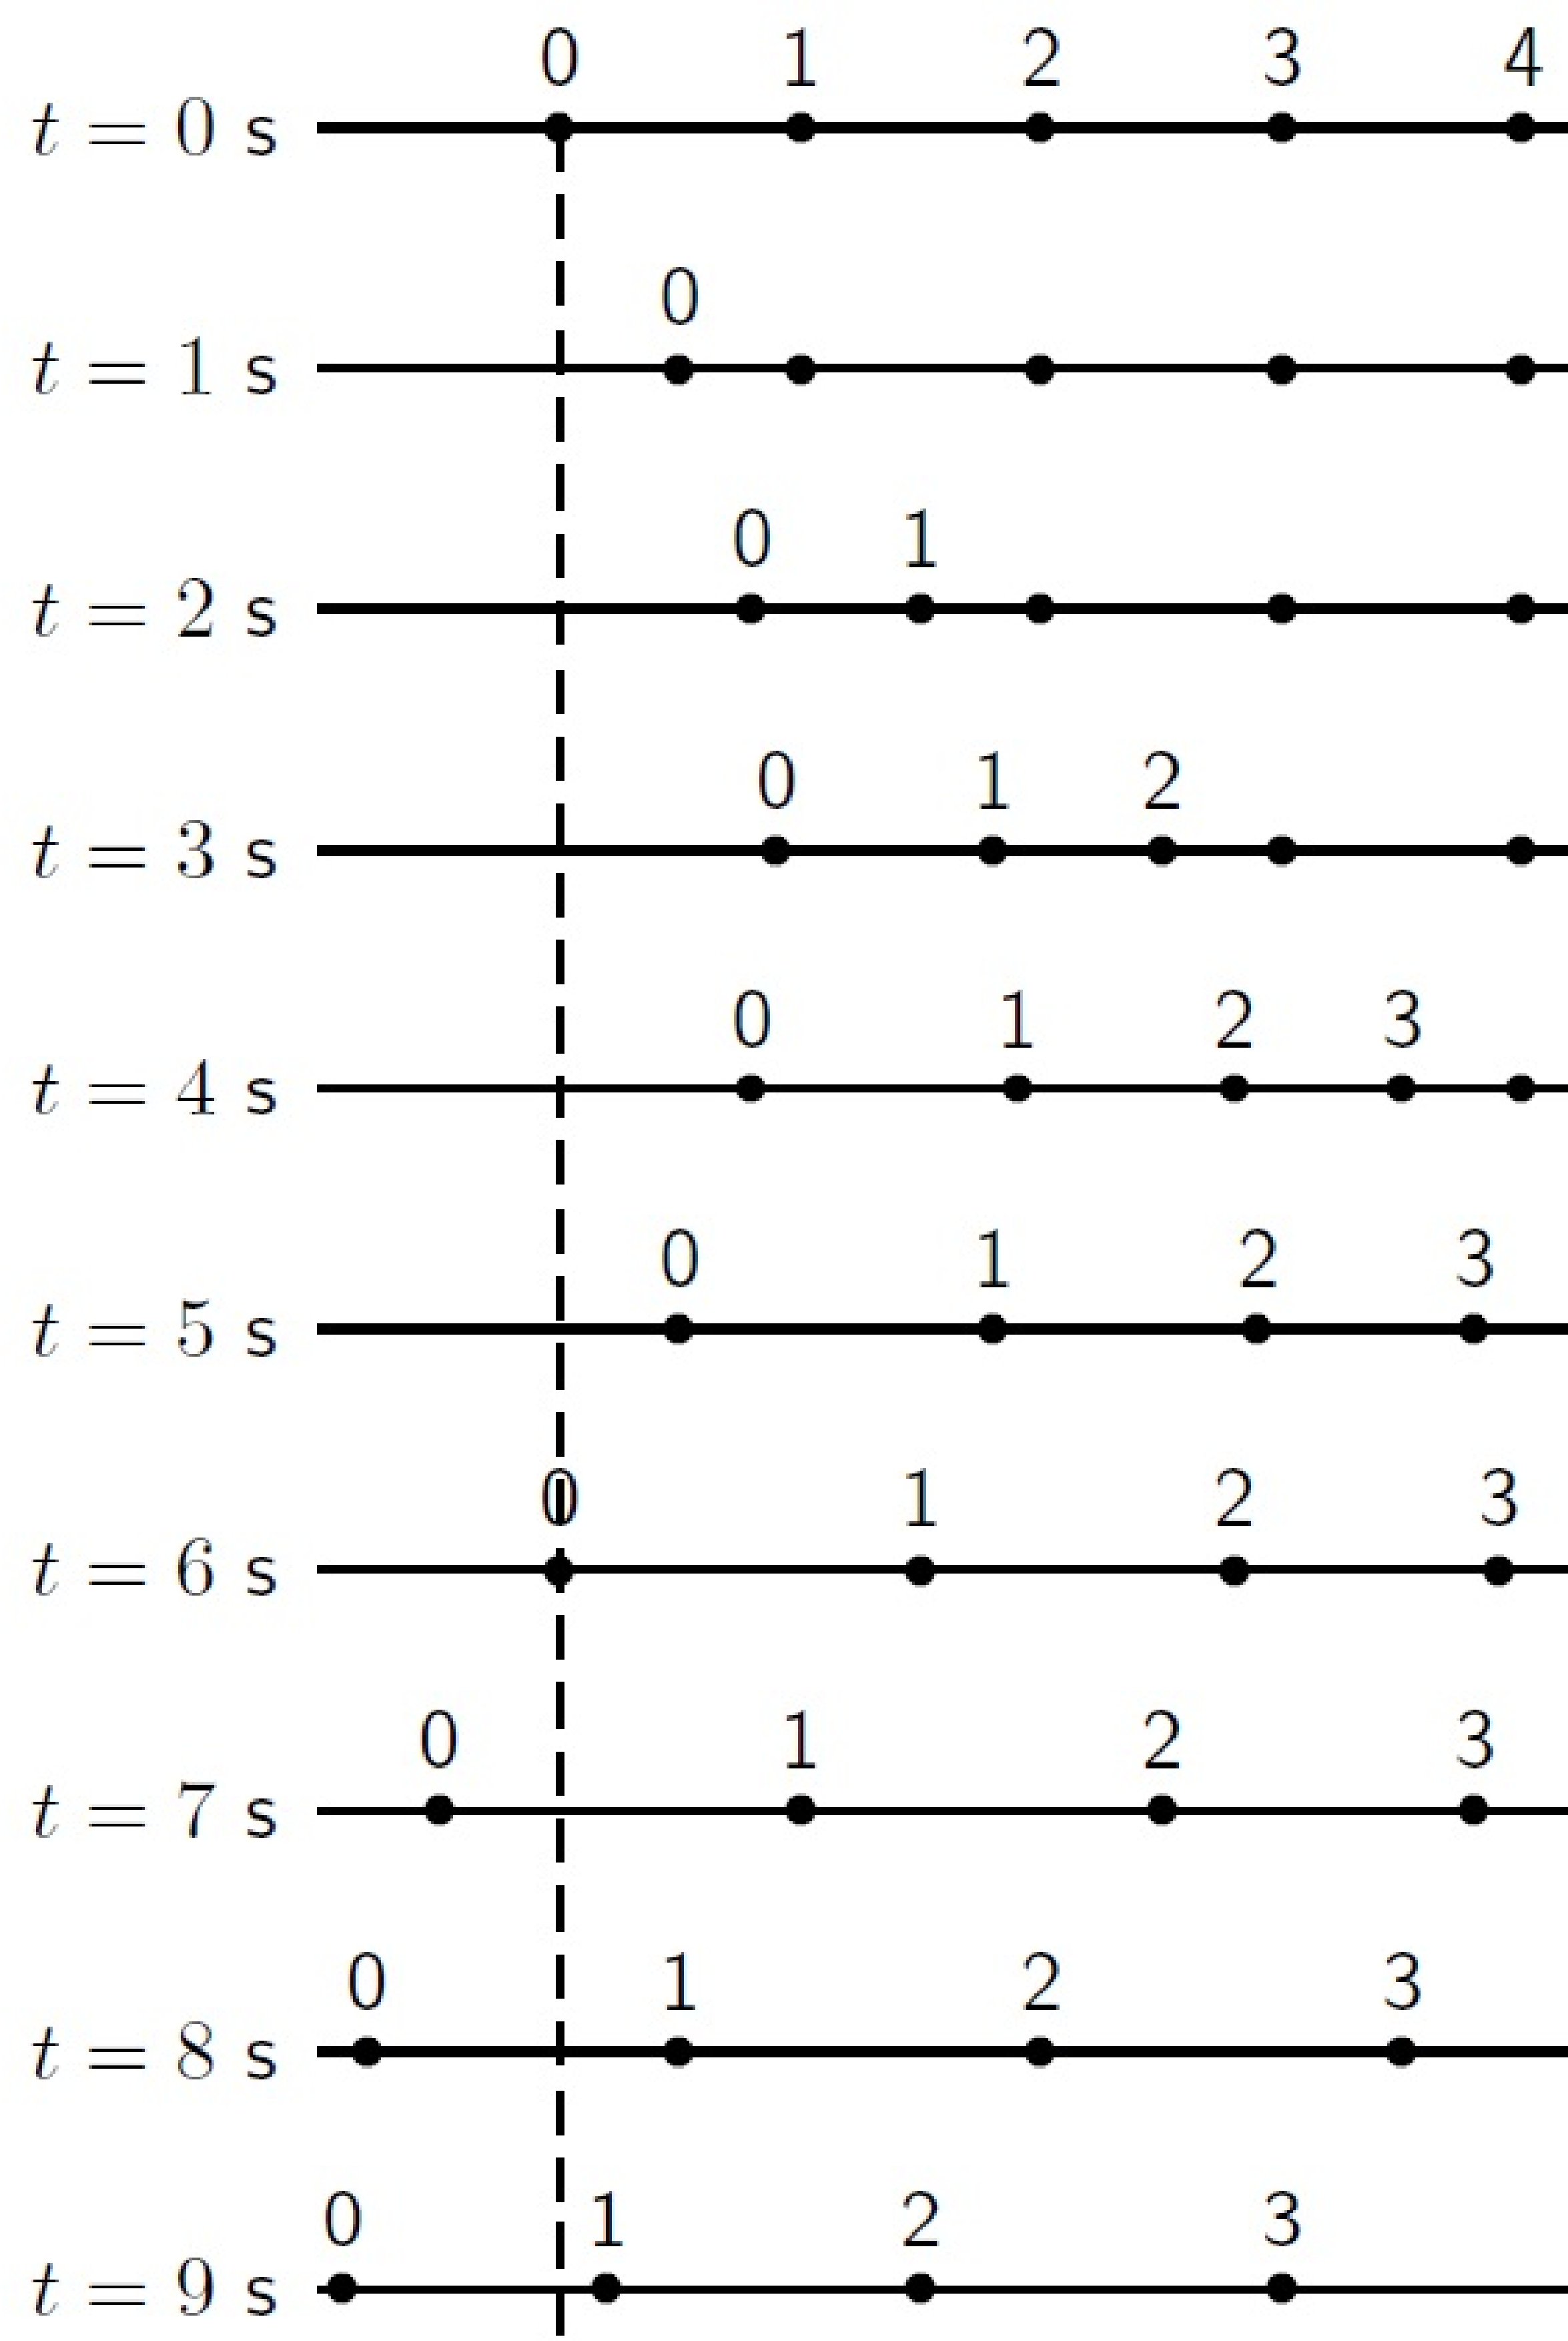 0 1 2 3 4
t = 0 s
0
t = 1 s
0 1
t = 2 s
0 1 2
t = 3 s
0 1 2 3
t = 4 s
0 1 2 3
t = 5 s
0 1 2 3
t = 6 s
0 1 2 3
t = 7 s
0 1 2 3
t = 8 s
0 1 2 3
t = 9 s